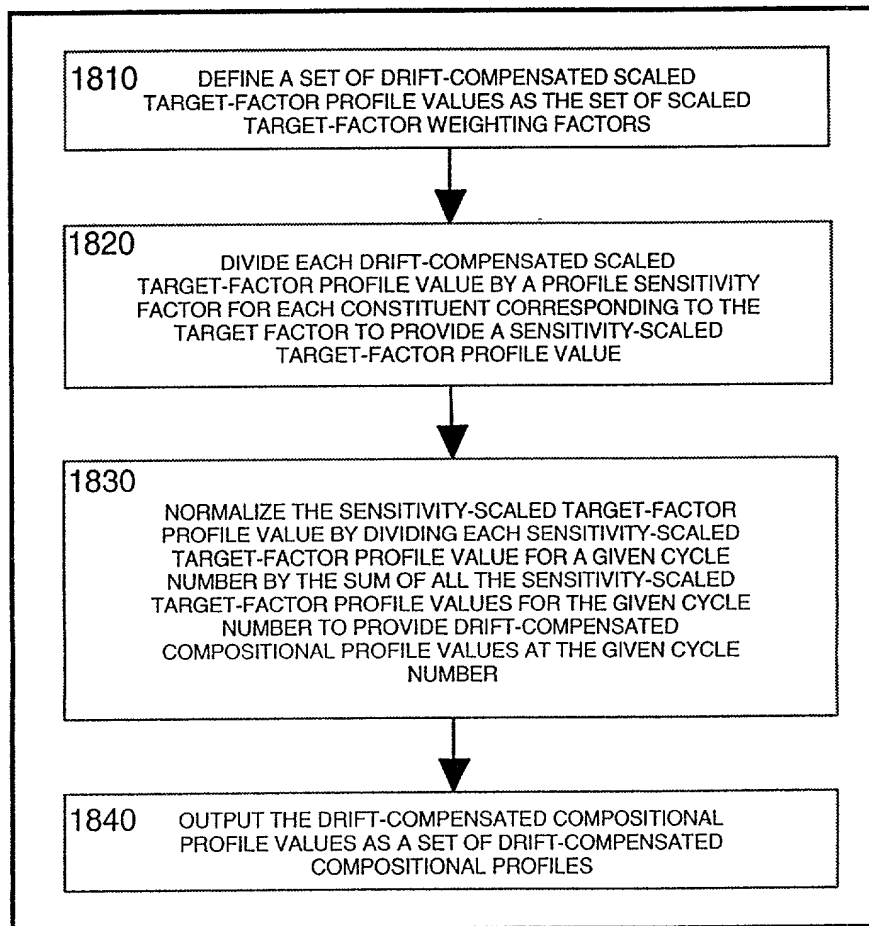 1810 DEFINE A SET OF DRIFT-COMPENSATED SCALED
TARGET-FACTOR PROFILE VALUES AS THE SET OF SCALED
TARGET-FACTOR WEIGHTING FACTORS
1820
DIVIDE EACH DRIFT-COMPENSATED SCALED
TARGET-FACTOR PROFILE VALUE BY A PROFILE SENSITIVITY
FACTOR FOR EACH CONSTITUENT CORRESPONDING TO THE
TARGET FACTOR TO PROVIDE A SENSITIVITY-SCALED
TARGET-FACTOR PROFILE VALUE
1830
NORMALIZE THE SENSITIVITY-SCALED TARGET-FACTOR
PROFILE VALUE BY DIVIDING EACH SENSITIVITY-SCALED
TARGET-FACTOR PROFILE VALUE FOR A GIVEN CYCLE
NUMBER BY THE SUM OF ALL THE SENSITIVITY-SCALED
TARGET-FACTOR PROFILE VALUES FOR THE GIVEN CYCLE
NUMBER TO PROVIDE DRIFT-COMPENSATED
COMPOSITIONAL PROFILE VALUES AT THE GIVEN CYCLE
NUMBER
1840 OUTPUT THE DRIFT-COMPENSATED COMPOSITIONAL
PROFILE VALUES AS A SET OF DRIFT-COMPENSATED
COMPOSITIONAL PROFILES